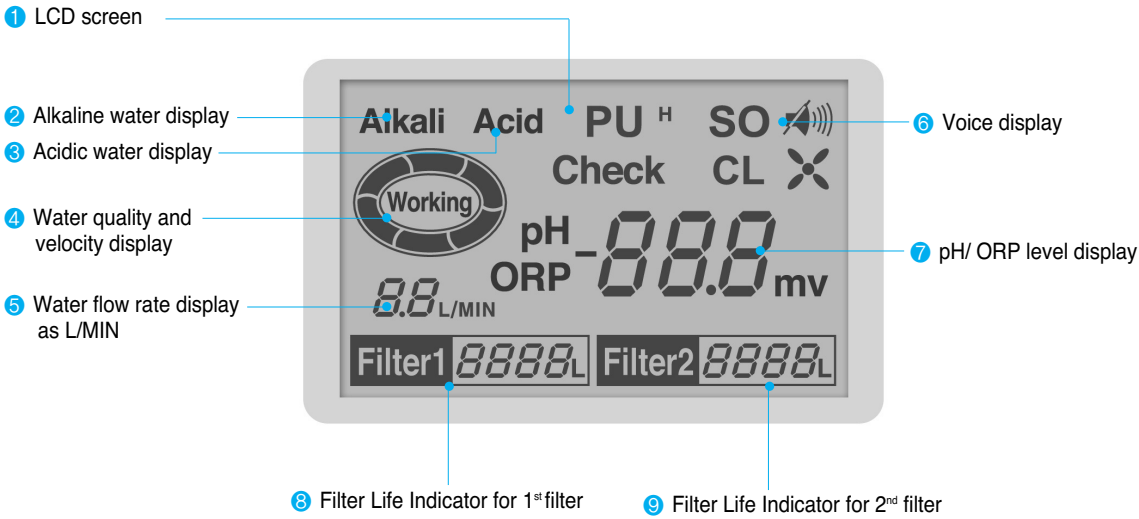 1 LCD screen
2 Alkaline water display
3 Acidic water display
4 Water quality and
velocity display
5 Water flow rate display
as L/MIN
Aikali Acid PU H SO
Check CL
Working
pH
ORP
-88.8 mv
8.8 L/MIN
Filter1 8888L Filter2 8888L
6 Voice display
7 pH/ ORP level display
8 Filter Life Indicator for 1st filter
9 Filter Life Indicator for 2nd filter